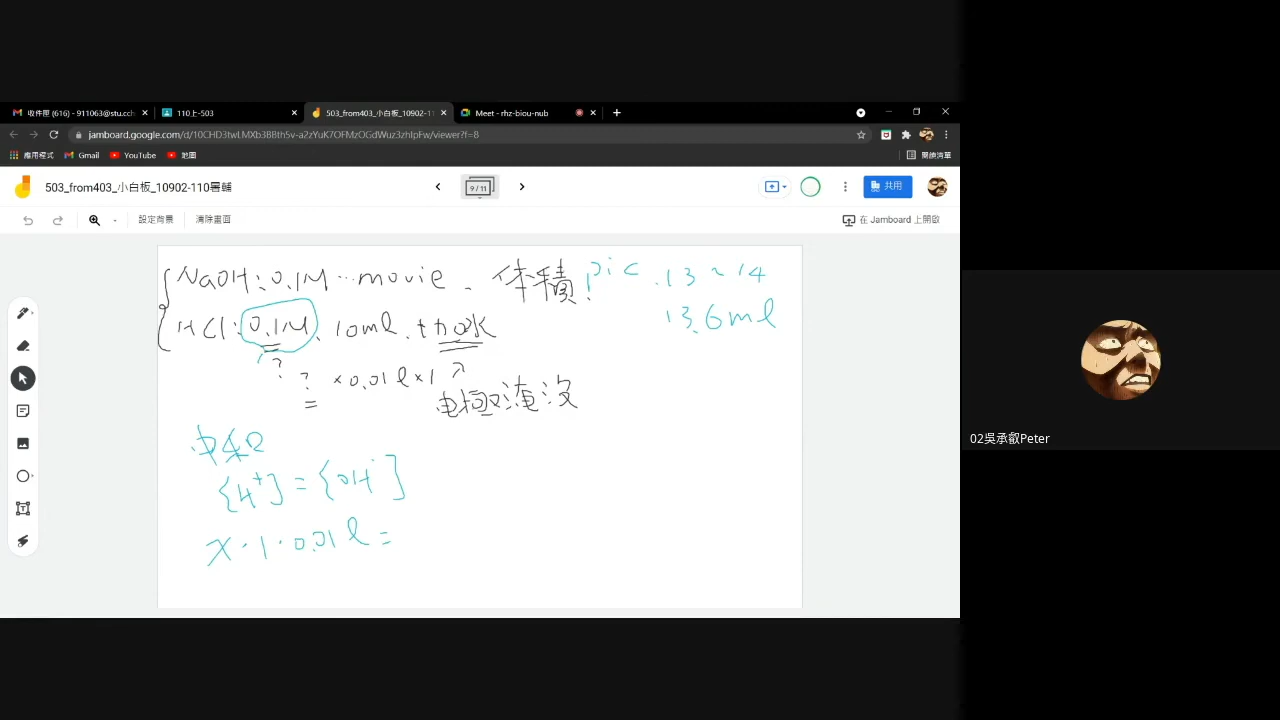 收件匣 (616) - 911063@stu.cch
110上-503
503_from403_小白板_10902-11
Meet - rhz-biou-nub
jamboard.google.com/d/10CHD3twLMXb3BBth5v-a2zYuK7OFMzOGdWuz3zhIpFw/viewer?f=8
應用程式
Gmail
YouTube
地圖
閱讀清單
503_from403_小白板_10902-110署輔
9 / 11
共用
設定背景
清除畫面
在 Jamboard 上開啟
NaOH: 0.1M … movie . 体積 : pic . 13 ~ 14
13.6ml
HCl: 0.1M . 10ml . 加水
?
? × 0.01 l × 1
电極淹没
中和
[H⁺] = [OH⁻]
x · 1 · 0.01 l =
02吳承叡Peter